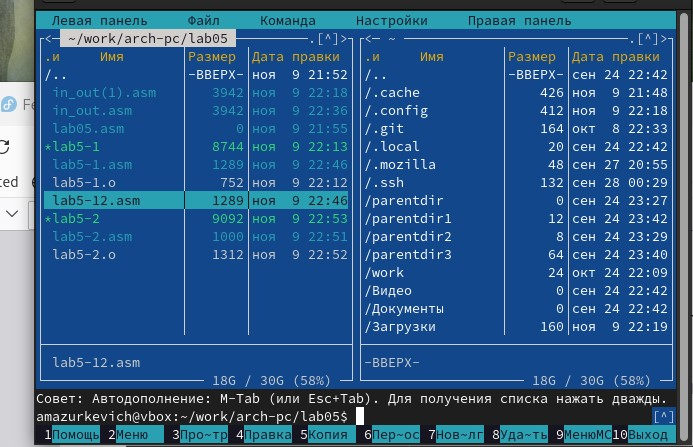 Левая панель Файл Команда Настройки Правая панель
~/work/arch-pc/lab05 .[^]>
.и Имя Размер Дата правки
/.. -ВВЕРХ- ноя 9 21:52
in_out(1).asm 3942 ноя 9 22:18
in_out.asm 3942 ноя 9 22:36
lab05.asm 0 ноя 9 21:55
*lab5-1 8744 ноя 9 22:13
lab5-1.asm 1289 ноя 9 22:46
lab5-1.o 752 ноя 9 22:12
lab5-12.asm 1289 ноя 9 22:46
*lab5-2 9092 ноя 9 22:53
lab5-2.asm 1000 ноя 9 22:51
lab5-2.o 1312 ноя 9 22:52
lab5-12.asm
18G / 30G (58%)
<- ~ .[^]>
.и Имя Размер Дата правки
/.. -ВВЕРХ- сен 24 22:42
/.cache 426 ноя 9 21:48
/.config 412 ноя 9 22:18
/.git 164 окт 8 22:33
/.local 20 сен 24 22:42
/.mozilla 48 сен 27 20:55
/.ssh 132 сен 28 00:29
/parentdir 0 сен 24 23:27
/parentdir1 12 сен 24 23:42
/parentdir2 8 сен 24 23:29
/parentdir3 64 сен 24 23:40
/work 24 окт 24 22:09
/Видео 0 сен 24 22:42
/Документы 0 сен 24 22:42
/Загрузки 160 ноя 9 22:19
-ВВЕРХ-
18G / 30G (58%)
Совет: Автодополнение: M-Tab (или Esc+Tab). Для получения списка нажать дважды.
amazurkevich@vbox:~/work/arch-pc/lab05$ [^]
1Помощь 2Меню 3Про~тр 4Правка 5Копия 6Пер~ос 7Нов~лг 8Уда~ть 9МенюMC 10Выход